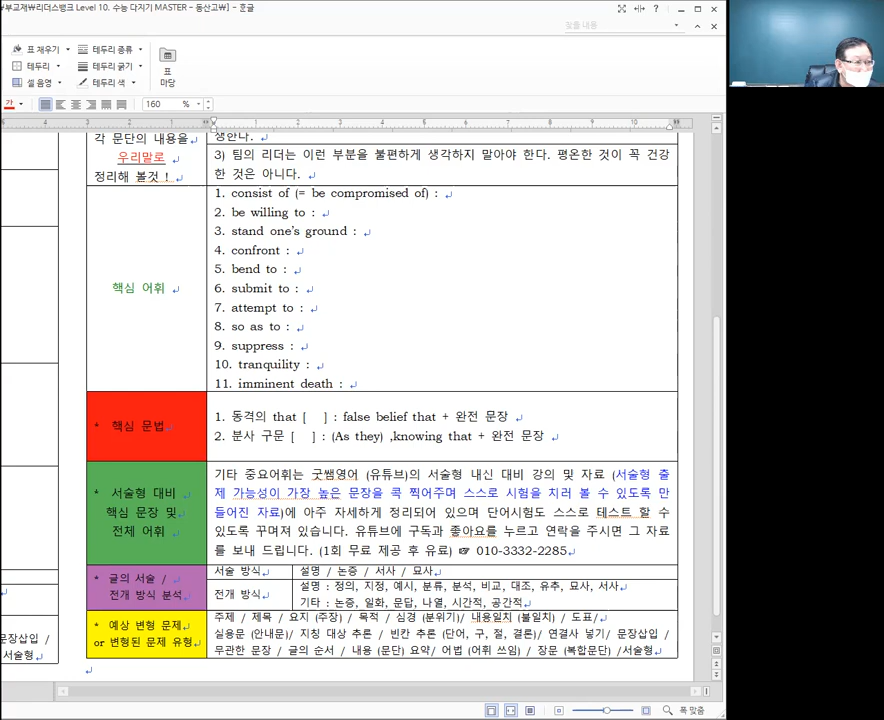 부교재₩리더스뱅크 Level 10. 수능 다지기 MASTER - 동산고₩] - 한글
찾을 내용
표 채우기
테두리 종류
테두리
테두리 굵기
표
마당
셀 음영
테두리 색
가
160 %
4 3 2 1 1 2 3 4 5 6 7 8 9 10
각 문단의 내용을
우리말로
정리해 볼것 !
생한다.
3) 팀의 리더는 이런 부분을 불편하게 생각하지 말아야 한다. 평온한 것이 꼭 건강
한 것은 아니다.
핵심 어휘
1. consist of (= be compromised of) :
2. be willing to :
3. stand one's ground :
4. confront :
5. bend to :
6. submit to :
7. attempt to :
8. so as to :
9. suppress :
10. tranquility :
11. imminent death :
* 핵심 문법
1. 동격의 that [ ] : false belief that + 완전 문장
2. 분사 구문 [ ] : (As they) ,knowing that + 완전 문장
* 서술형 대비
핵심 문장 및
전체 어휘
기타 중요어휘는 굿쌤영어 (유튜브)의 서술형 내신 대비 강의 및 자료 (서술형 출
제 가능성이 가장 높은 문장을 콕 찍어주며 스스로 시험을 치러 볼 수 있도록 만
들어진 자료)에 아주 자세하게 정리되어 있으며 단어시험도 스스로 테스트 할 수
있도록 꾸며져 있습니다. 유튜브에 구독과 좋아요를 누르고 연락을 주시면 그 자료
를 보내 드립니다. (1회 무료 제공 후 유료) ☞ 010-3332-2285
* 글의 서술 /
전개 방식 분석
서술 방식
설명 / 논증 / 서사 / 묘사
전개 방식
설명 : 정의, 지정, 예시, 분류, 분석, 비교, 대조, 유추, 묘사, 서사
기타 : 논증, 일화, 문답, 나열, 시간적, 공간적
* 예상 변형 문제
or 변형된 문제 유형
주제 / 제목 / 요지 (주장) / 목적 / 심경 (분위기)/ 내용일치 (불일치) / 도표/
실용문 (안내문)/ 지칭 대상 추론 / 빈칸 추론 (단어, 구, 절, 결론)/ 연결사 넣기/ 문장삽입 /
무관한 문장 / 글의 순서 / 내용 (문단) 요약/ 어법 (어휘 쓰임) / 장문 (복합문단) /서술형
문장삽입 /
서술형
폭 맞춤